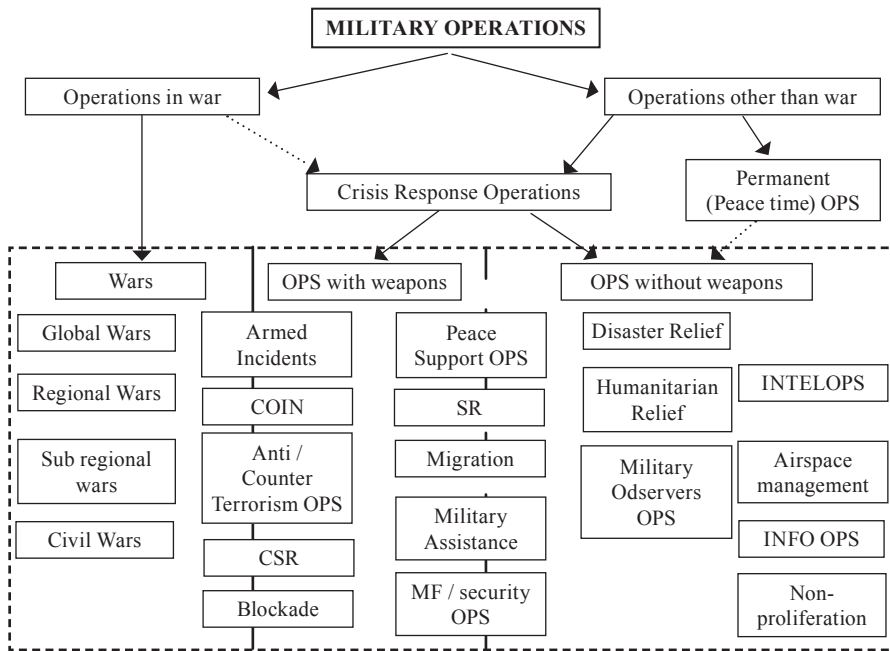 MILITARY OPERATIONS
Operations in war
Operations other than war
Crisis Response Operations
Permanent
(Peace time) OPS
Wars
OPS with weapons
OPS without weapons
Global Wars
Regional Wars
Sub regional
wars
Civil Wars
Armed
Incidents
COIN
Anti /
Counter
Terrorism OPS
CSR
Blockade
Peace
Support OPS
SR
Migration
Military
Assistance
MF / security
OPS
Disaster Relief
Humanitarian
Relief
Military
Odservers
OPS
INTELOPS
Airspace
management
INFO OPS
Non-
proliferation